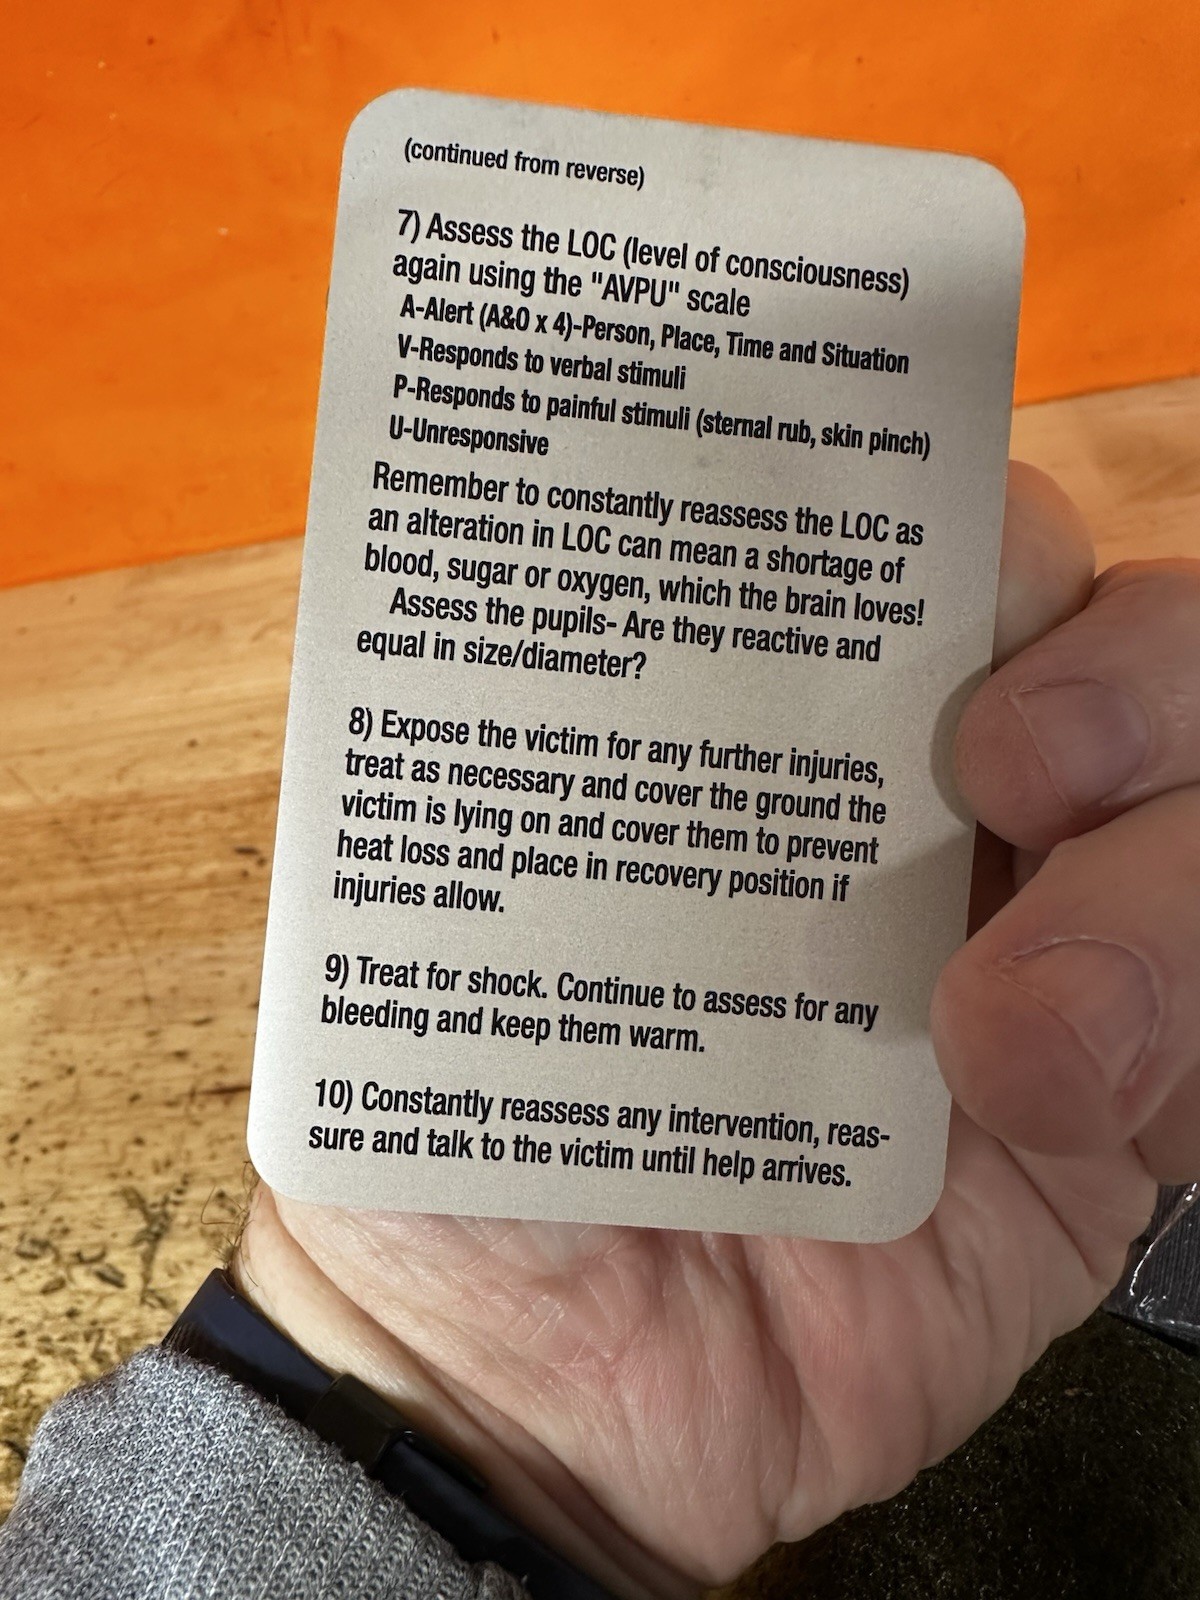 (continued from reverse)
7) Assess the LOC (level of consciousness)
again using the "AVPU" scale
A-Alert (A&O x 4)-Person, Place, Time and Situation
V-Responds to verbal stimuli
P-Responds to painful stimuli (sternal rub, skin pinch)
U-Unresponsive
Remember to constantly reassess the LOC as
an alteration in LOC can mean a shortage of
blood, sugar or oxygen, which the brain loves!
Assess the pupils- Are they reactive and
equal in size/diameter?
8) Expose the victim for any further injuries,
treat as necessary and cover the ground the
victim is lying on and cover them to prevent
heat loss and place in recovery position if
injuries allow.
9) Treat for shock. Continue to assess for any
bleeding and keep them warm.
10) Constantly reassess any intervention, reas-
sure and talk to the victim until help arrives.